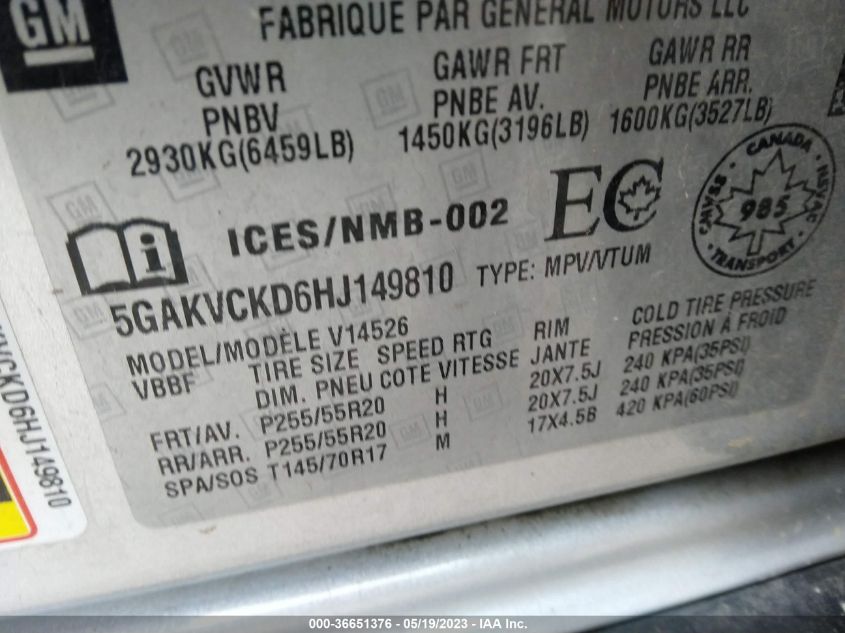 GM
FABRIQUE PAR GENERAL MOTORS LLC
GVWR
PNBV
2930KG(6459LB)
GAWR FRT
PNBE AV.
1450KG(3196LB)
GAWR RR
PNBE ARR.
1600KG(3527LB)
i ICES/NMB-002 EC
CANADA
985
TRANSPORT
5GAKVCKD6HJ149810 TYPE: MPV/VTUM
MODEL/MODÈLE V14526
VBBF TIRE SIZE SPEED RTG RIM COLD TIRE PRESSURE
DIM. PNEU COTE VITESSE JANTE PRESSION À FROID
FRT/AV. P255/55R20 H 20X7.5J 240 KPA(35PSI)
RR/ARR. P255/55R20 H 20X7.5J 240 KPA(35PSI)
SPA/SOS T145/70R17 M 17X4.5B 420 KPA(60PSI)
VCKD6HJ149810
000-36651376 - 05/19/2023 - IAA Inc.